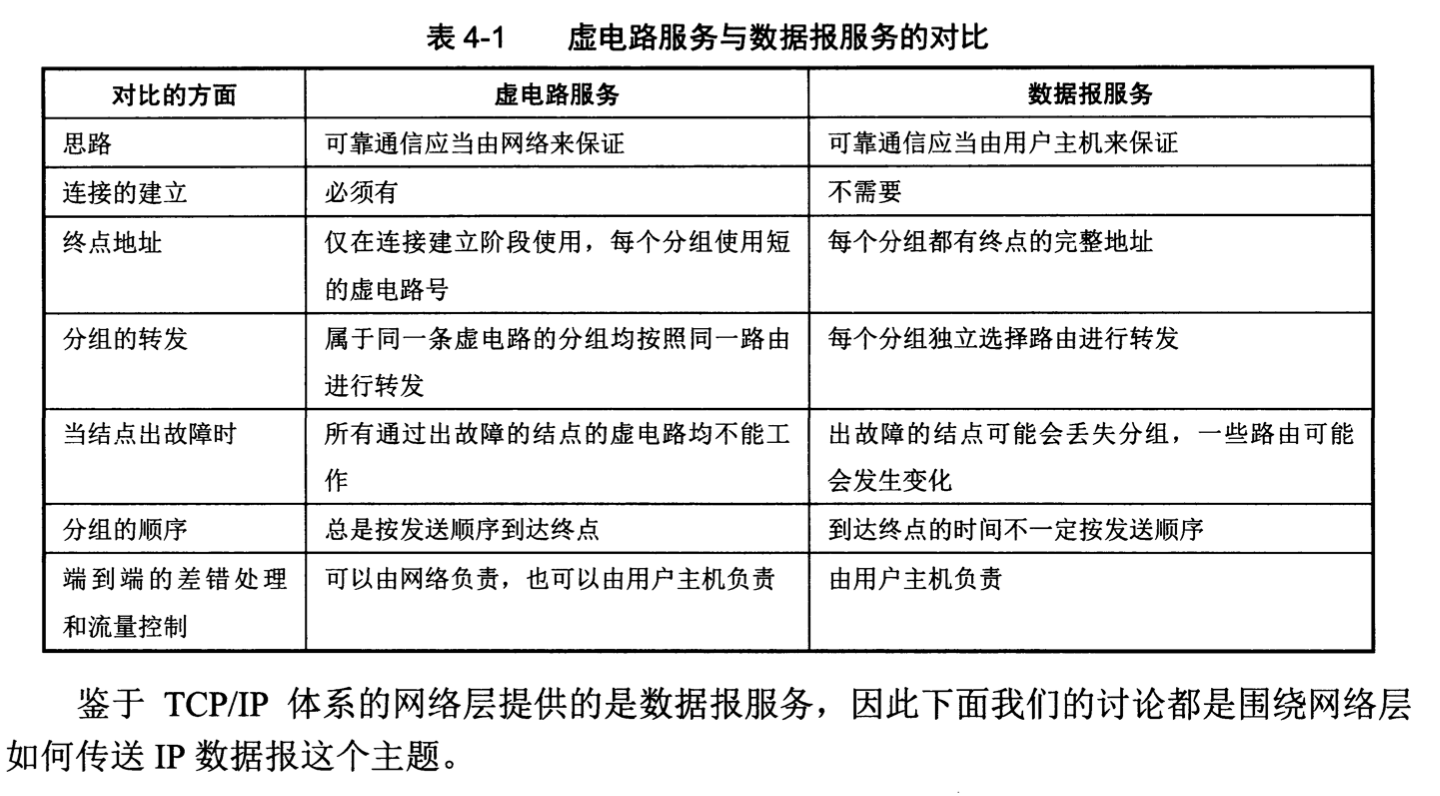 表 4-1 虚电路服务与数据报服务的对比
对比的方面 虚电路服务 数据报服务
思路 可靠通信应当由网络来保证 可靠通信应当由用户主机来保证
连接的建立 必须有 不需要
终点地址 仅在连接建立阶段使用，每个分组使用短 每个分组都有终点的完整地址
的虚电路号
分组的转发 属于同一条虚电路的分组均按照同一路由 每个分组独立选择路由进行转发
进行转发
当结点出故障时 所有通过出故障的结点的虚电路均不能工 出故障的结点可能会丢失分组，一些路由可能
作 会发生变化
分组的顺序 总是按发送顺序到达终点 到达终点的时间不一定按发送顺序
端到端的差错处理 可以由网络负责，也可以由用户主机负责 由用户主机负责
和流量控制
鉴于 TCP/IP 体系的网络层提供的是数据报服务，因此下面我们的讨论都是围绕网络层
如何传送 IP 数据报这个主题。